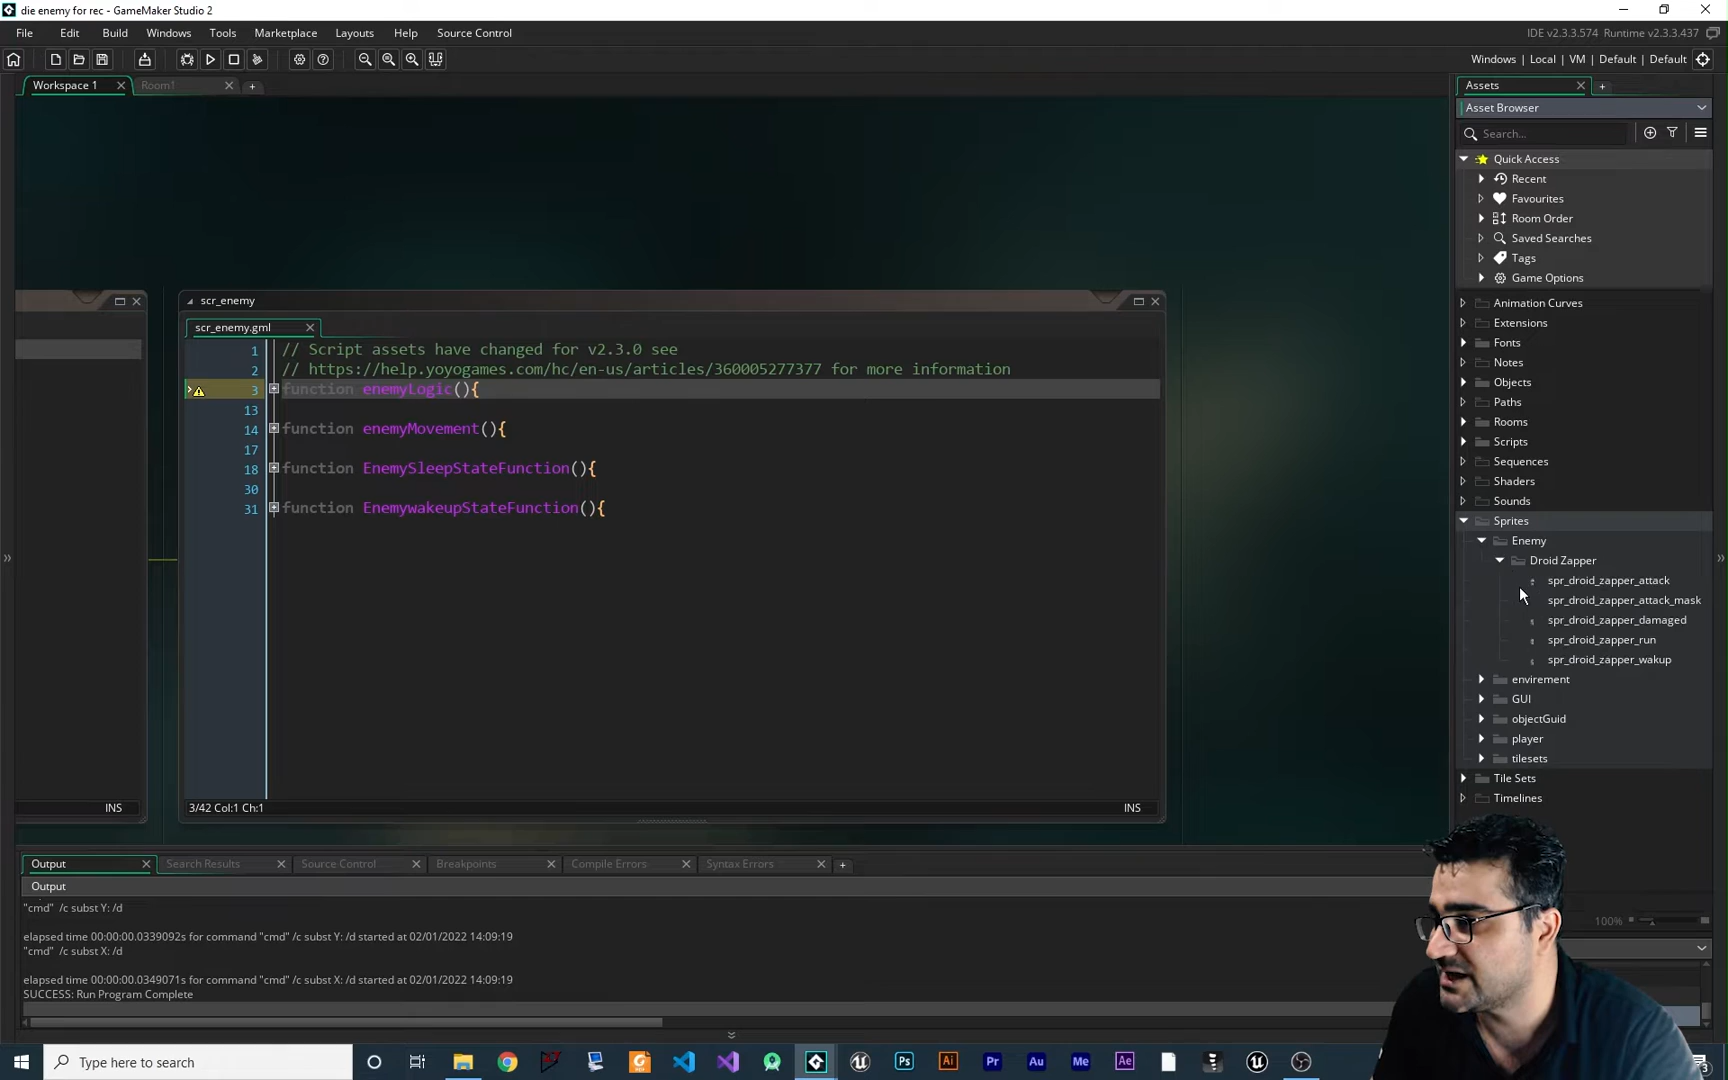 die enemy for rec - GameMaker Studio 2
File Edit Build Windows Tools Marketplace Layouts Help Source Control
IDE v2.3.3.574 Runtime v2.3.3.437
Windows | Local | VM | Default | Default
Workspace 1
Room1
Assets
Asset Browser
Search...
Quick Access
Recent
Favourites
Room Order
Saved Searches
Tags
Game Options
Animation Curves
Extensions
Fonts
Notes
Objects
Paths
Rooms
Scripts
Sequences
Shaders
Sounds
Sprites
Enemy
Droid Zapper
spr_droid_zapper_attack
spr_droid_zapper_attack_mask
spr_droid_zapper_damaged
spr_droid_zapper_run
spr_droid_zapper_wakup
envirement
GUI
objectGuid
player
tilesets
Tile Sets
Timelines
100%
INS
scr_enemy
scr_enemy.gml
1 // Script assets have changed for v2.3.0 see
2 // https://help.yoyogames.com/hc/en-us/articles/360005277377 for more information
3 function enemyLogic(){
13
14 function enemyMovement(){
17
18 function EnemySleepStateFunction(){
30
31 function EnemywakeupStateFunction(){
3/42 Col:1 Ch:1 INS
Output Search Results Source Control Breakpoints Compile Errors Syntax Errors
Output
"cmd" /c subst Y: /d
elapsed time 00:00:00.0339092s for command "cmd" /c subst Y: /d started at 02/01/2022 14:09:19
"cmd" /c subst X: /d
elapsed time 00:00:00.0349071s for command "cmd" /c subst X: /d started at 02/01/2022 14:09:19
SUCCESS: Run Program Complete
Type here to search
Ps Ai Pr Au Me Ae
3